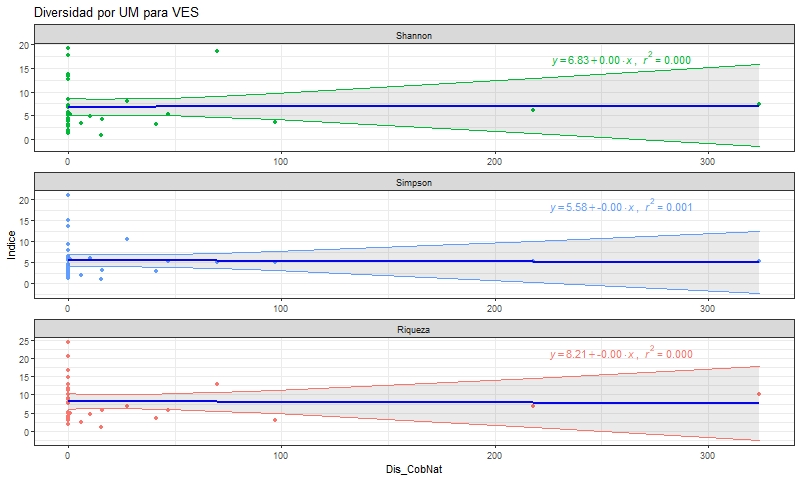 Diversidad por UM para VES
Shannon
y = 6.83 + 0.00 · x , r² = 0.000
20
15
10
5
0
0 100 200 300
Simpson
y = 5.58 + -0.00 · x , r² = 0.001
20
15
10
5
0
0 100 200 300
Indice
Riqueza
y = 8.21 + -0.00 · x , r² = 0.000
25
20
15
10
5
0
0 100 200 300
Dis_CobNat